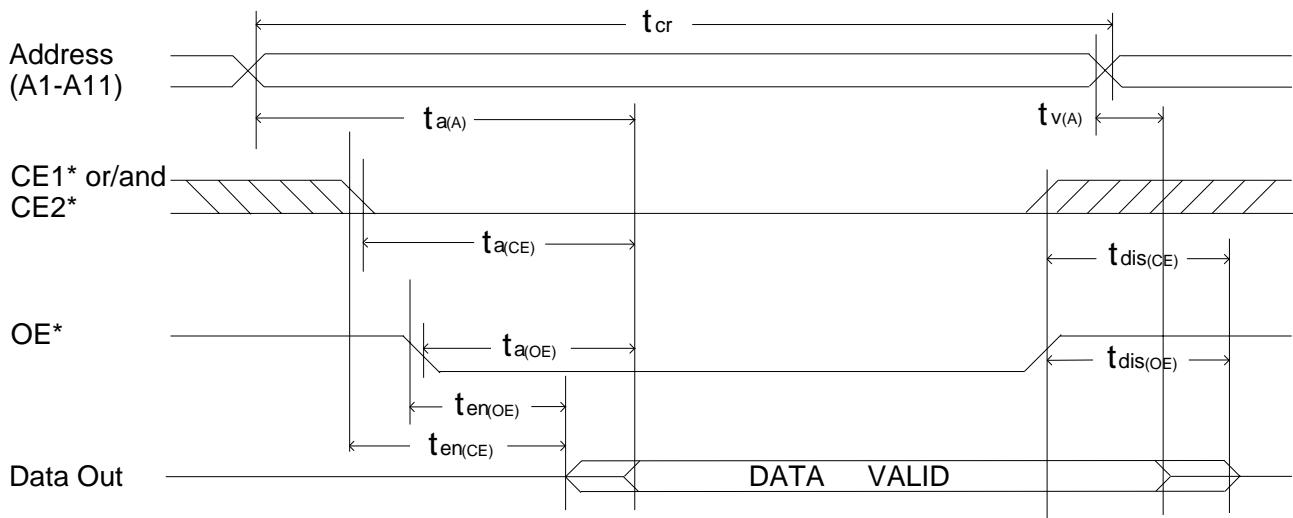 tcr
Address
(A1-A11)
ta(A)
tv(A)
CE1* or/and
CE2*
ta(CE)
tdis(CE)
OE*
ta(OE)
tdis(OE)
ten(OE)
ten(CE)
Data Out
DATA VALID